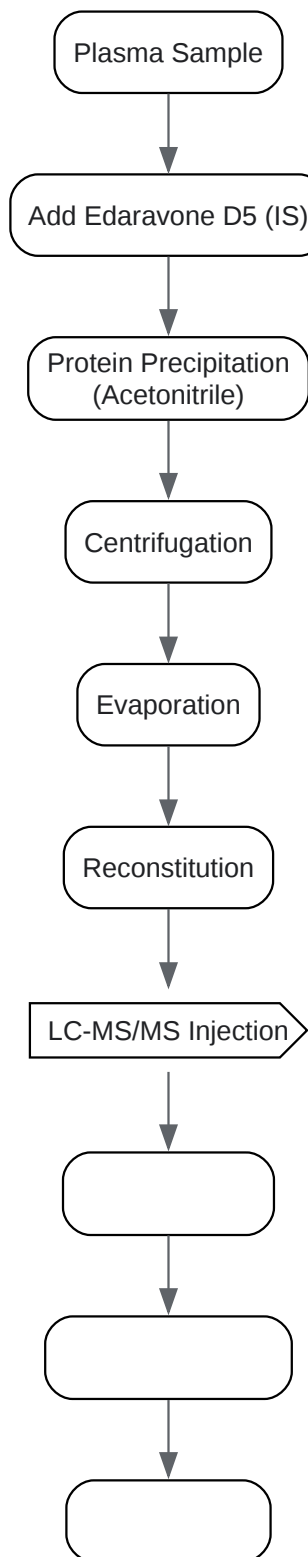 Plasma Sample
Add Edaravone D5 (IS)
Protein Precipitation
(Acetonitrile)
Centrifugation
Evaporation
Reconstitution
LC-MS/MS Injection